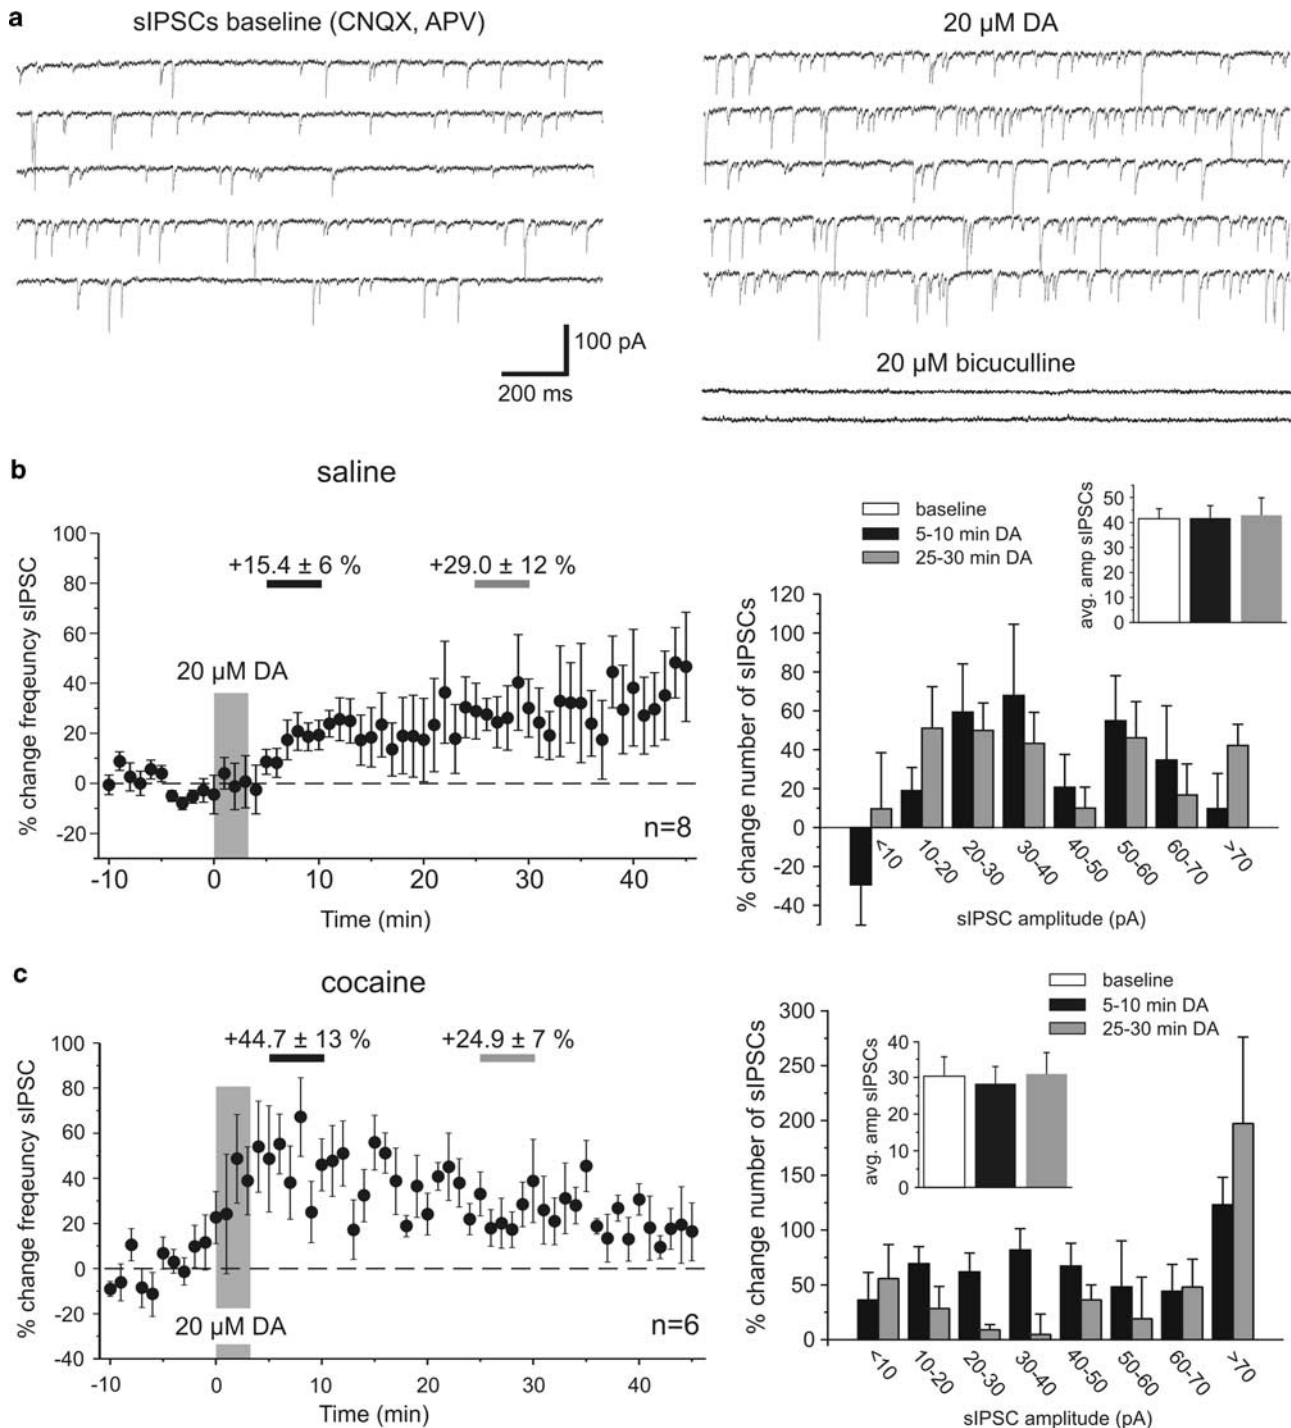 a
sIPSCs baseline (CNQX, APV)
20 µM DA
100 pA
200 ms
20 µM bicuculline
b
saline
% change freqeuncy sIPSC
100
80
60
40
20
0
-20
+15.4 ± 6 %
+29.0 ± 12 %
20 µM DA
n=8
-10
0
10
20
30
40
Time (min)
baseline
5-10 min DA
25-30 min DA
avg. amp sIPSCs
50
40
30
20
10
0
% change number of sIPSCs
120
100
80
60
40
20
0
-20
-40
<10
10-20
20-30
30-40
40-50
50-60
60-70
>70
sIPSC amplitude (pA)
c
cocaine
% change freqeuncy sIPSC
100
80
60
40
20
0
-20
-40
+44.7 ± 13 %
+24.9 ± 7 %
20 µM DA
n=6
-10
0
10
20
30
40
Time (min)
baseline
5-10 min DA
25-30 min DA
avg. amp sIPSCs
40
30
20
10
0
% change number of sIPSCs
300
250
200
150
100
50
0
<10
10-20
20-30
30-40
40-50
50-60
60-70
>70
sIPSC amplitude (pA)